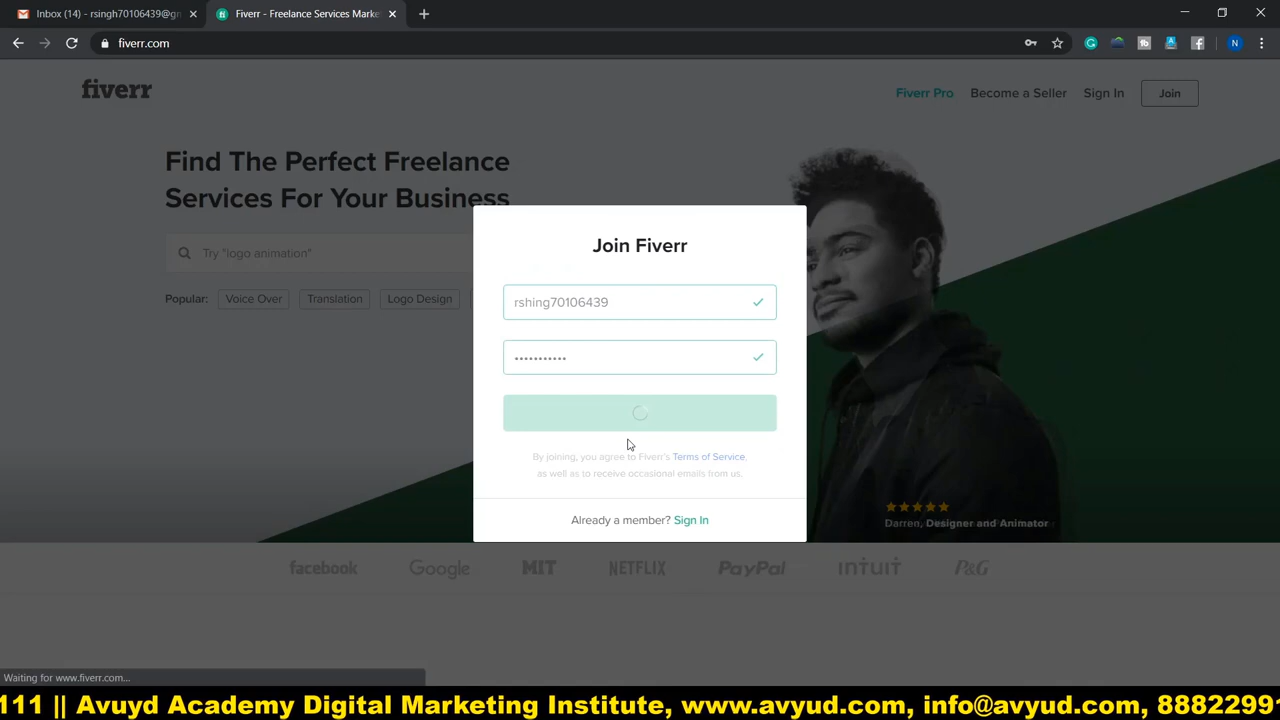 Inbox (14) - rsingh70106439@gm
Fiverr - Freelance Services Marke
fiverr.com
N
fiverr
Fiverr Pro
Become a Seller
Sign In
Join
Find The Perfect Freelance
Services For Your Business
Try "logo animation"
Popular:
Voice Over
Translation
Logo Design
Join Fiverr
rshing70106439
By joining, you agree to Fiverr's Terms of Service,
as well as to receive occasional emails from us.
Already a member? Sign In
Darren, Designer and Animator
facebook
Google
MIT
NETFLIX
PayPal
intuit
P&G
Waiting for www.fiverr.com...
111 || Avuyd Academy Digital Marketing Institute, www.avyud.com, info@avyud.com, 8882299